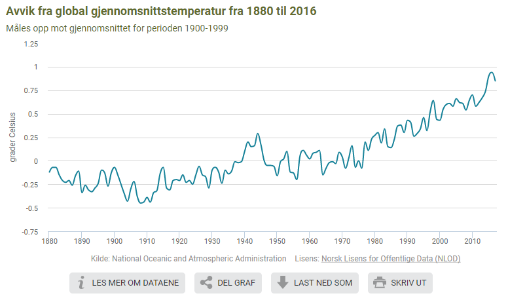 Avvik fra global gjennomsnittstemperatur fra 1880 til 2016
Måles opp mot gjennomsnittet for perioden 1900-1999
1.25
1
0.75
0.5
0.25
0
-0.25
-0.5
-0.75
grader Celsius
1880 1890 1900 1910 1920 1930 1940 1950 1960 1970 1980 1990 2000 2010
Kilde: National Oceanic and Atmospheric Administration Lisens: Norsk Lisens for Offentlige Data (NLOD)
LES MER OM DATAENE DEL GRAF LAST NED SOM SKRIV UT